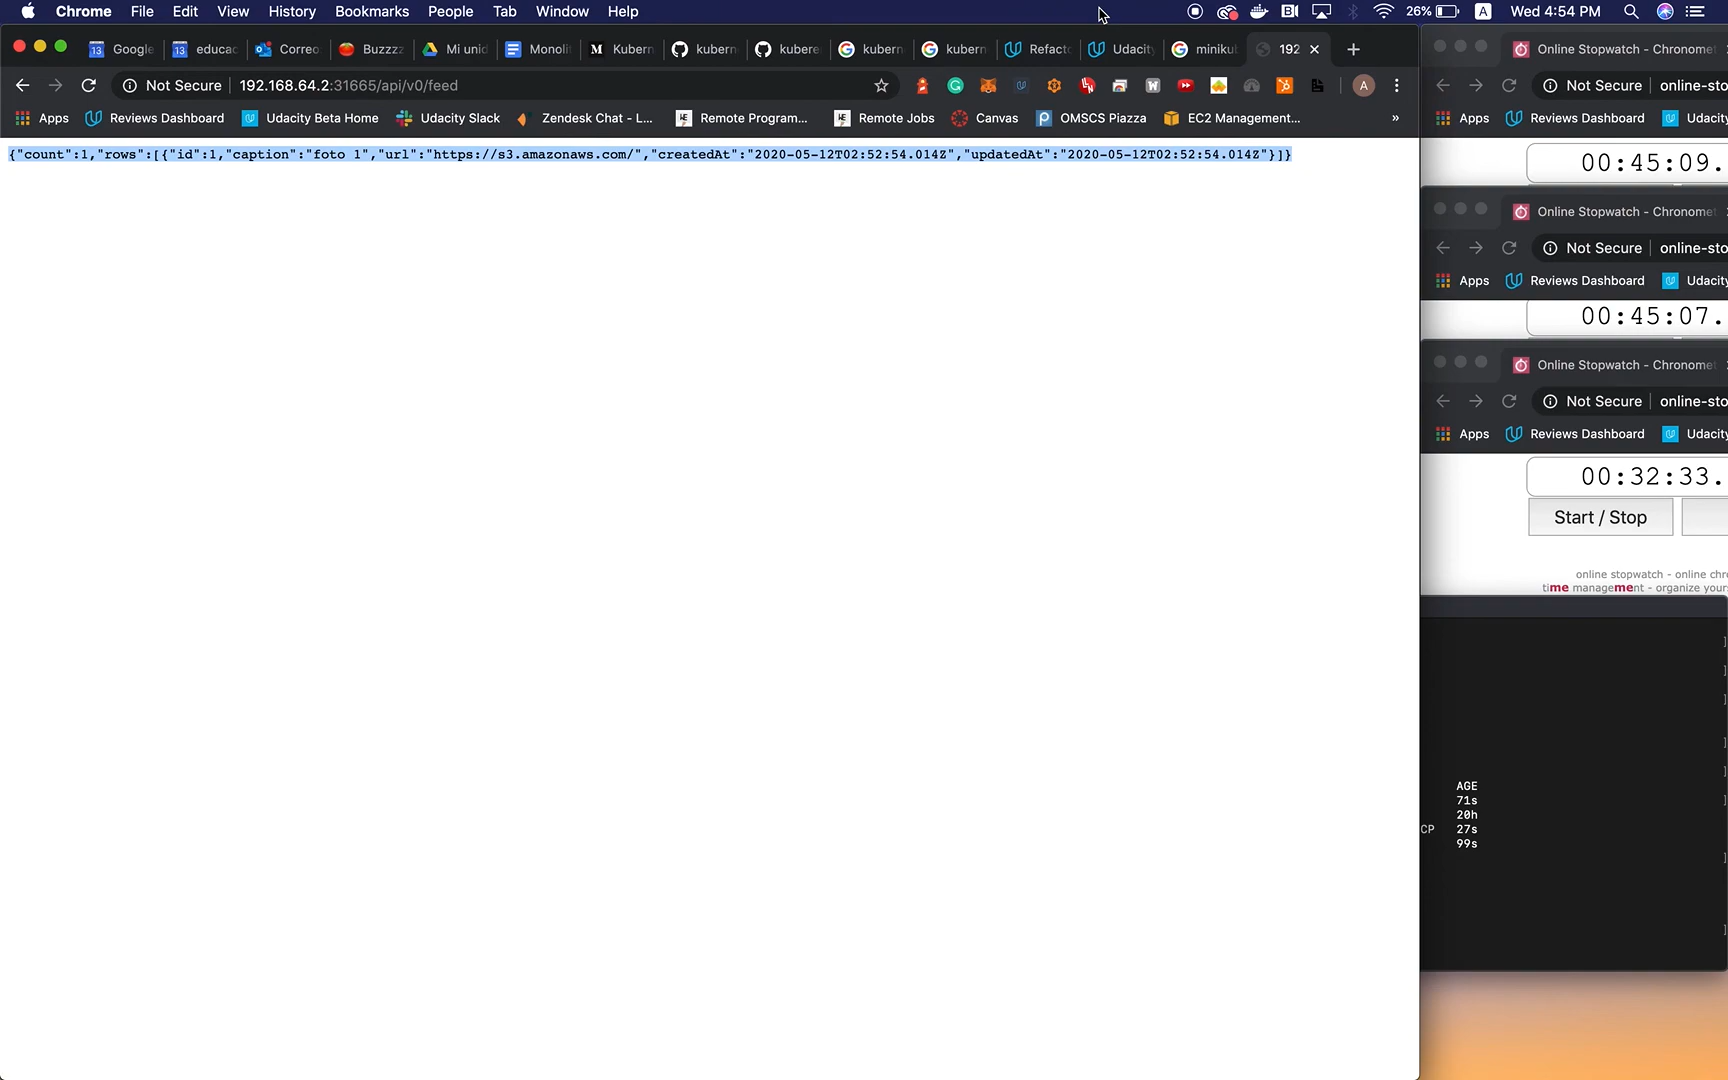 Chrome File Edit View History Bookmarks People Tab Window Help 26% A Wed 4:54 PM
Google educac Correo Buzzz Mi unid Monolit Kubern kubern kubere kubern kubern Refacto Udacity miniku 192
Not Secure 192.168.64.2:31665/api/v0/feed A
Apps Reviews Dashboard Udacity Beta Home Udacity Slack Zendesk Chat - L... Remote Program... Remote Jobs Canvas OMSCS Piazza EC2 Management... »
{"count":1,"rows":[{"id":1,"caption":"foto 1","url":"https://s3.amazonaws.com/","createdAt":"2020-05-12T02:52:54.014Z","updatedAt":"2020-05-12T02:52:54.014Z"}]}
Online Stopwatch - Chronomet
Not Secure online-sto
Apps Reviews Dashboard Udacity
00:45:09.
Online Stopwatch - Chronomet
Not Secure online-sto
Apps Reviews Dashboard Udacity
00:45:07.
Online Stopwatch - Chronomet
Not Secure online-sto
Apps Reviews Dashboard Udacity
00:32:33.
Start / Stop
online stopwatch - online chro
time management - organize your
AGE
71s
20h
CP 27s
99s